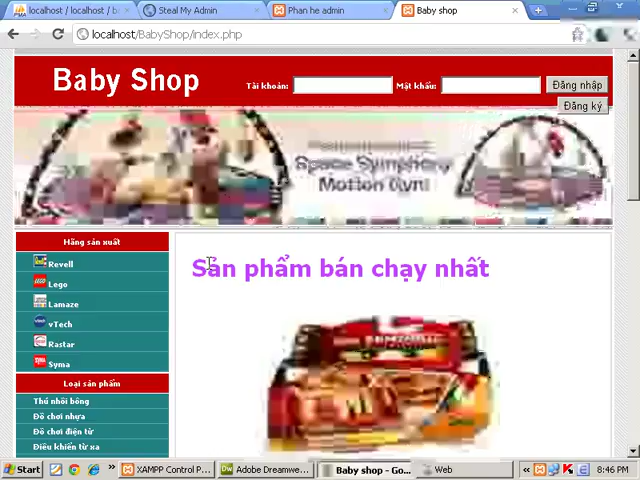 localhost / localhost / b
Steal My Admin
Phan he admin
Baby shop
localhost/BabyShop/index.php
Baby Shop
Tài khoản:
Mật khẩu:
Đăng nhập
Đăng ký
Space Symphony
Motion Gym
Hãng sản xuất
Revell
Lego
Lamaze
vTech
Rastar
Syma
Loại sản phẩm
Thú nhồi bông
Đồ chơi nhựa
Đồ chơi điện tử
Điều khiển từ xa
Sản phẩm bán chạy nhất
Start
XAMPP Control P...
Adobe Dreamwe...
Baby shop - Go...
Web
8:46 PM